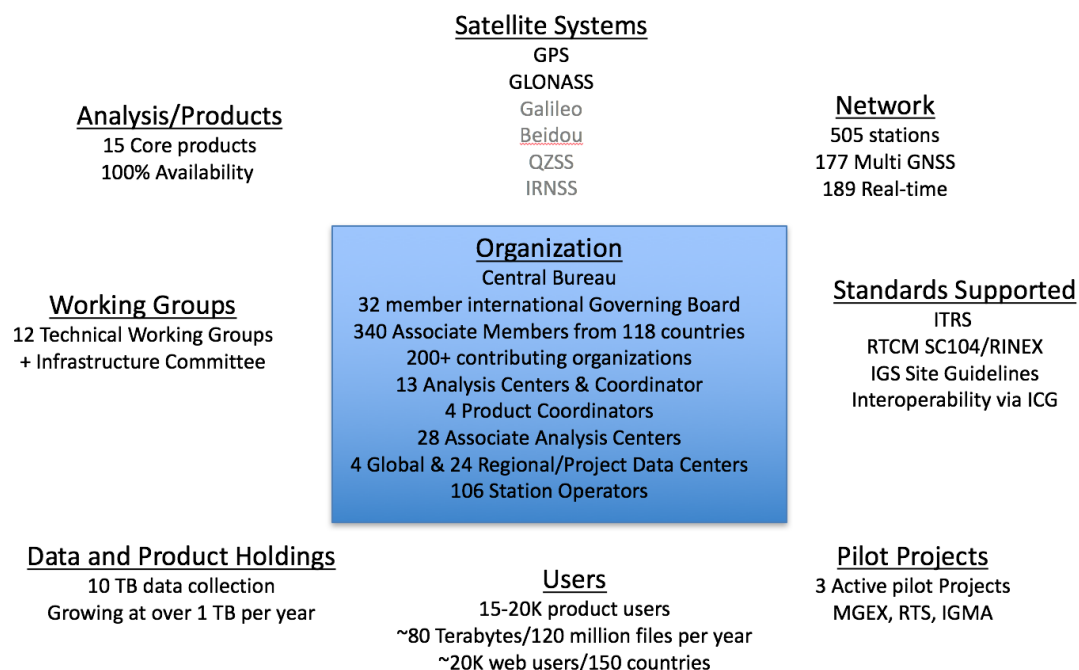 Satellite Systems
GPS
GLONASS
Galileo
Beidou
QZSS
IRNSS
Analysis/Products
15 Core products
100% Availability
Network
505 stations
177 Multi GNSS
189 Real-time
Organization
Central Bureau
32 member international Governing Board
340 Associate Members from 118 countries
200+ contributing organizations
13 Analysis Centers & Coordinator
4 Product Coordinators
28 Associate Analysis Centers
4 Global & 24 Regional/Project Data Centers
106 Station Operators
Working Groups
12 Technical Working Groups
+ Infrastructure Committee
Standards Supported
ITRS
RTCM SC104/RINEX
IGS Site Guidelines
Interoperability via ICG
Data and Product Holdings
10 TB data collection
Growing at over 1 TB per year
Users
15-20K product users
~80 Terabytes/120 million files per year
~20K web users/150 countries
Pilot Projects
3 Active pilot Projects
MGEX, RTS, IGMA